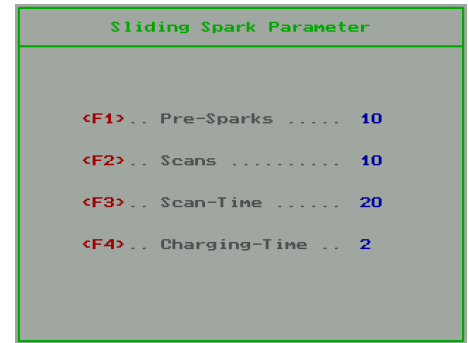 Sliding Spark Parameter
<F1>.. Pre-Sparks ..... 10
<F2>.. Scans .......... 10
<F3>.. Scan-Time ...... 20
<F4>.. Charging-Time .. 2